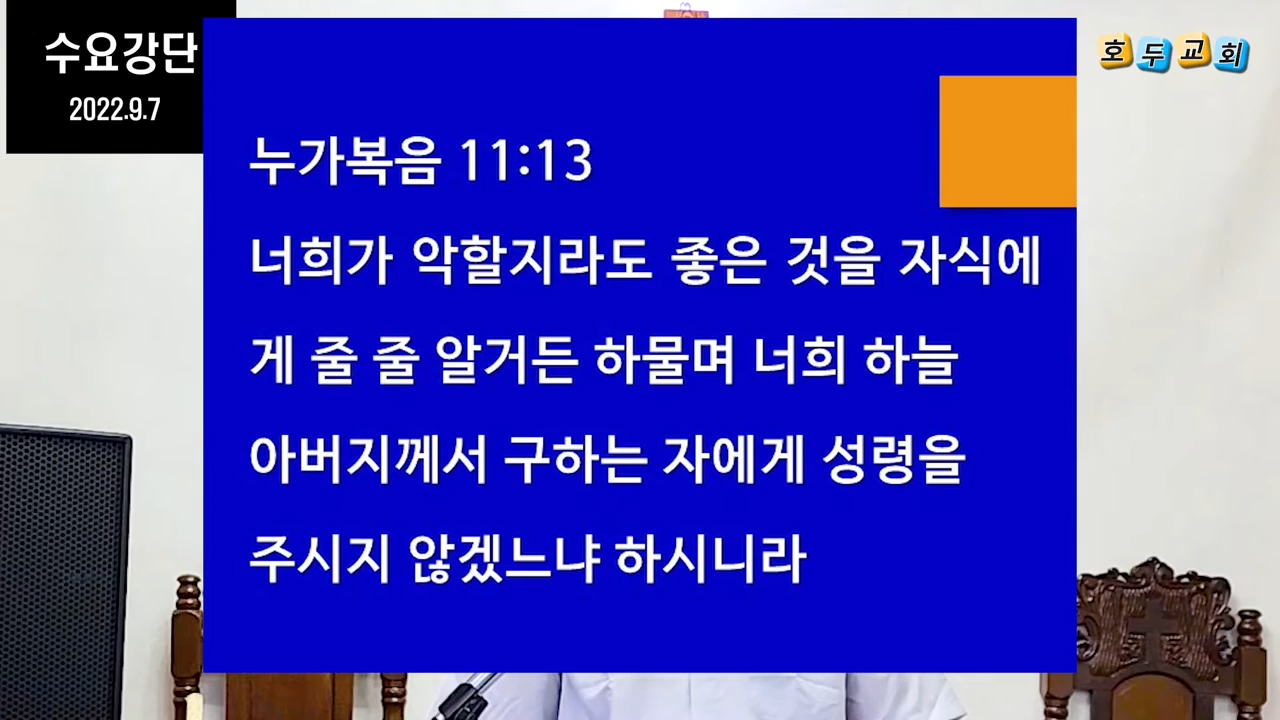 수요강단
2022.9.7
호두교회
누가복음 11:13
너희가 악할지라도 좋은 것을 자식에
게 줄 줄 알거든 하물며 너희 하늘
아버지께서 구하는 자에게 성령을
주시지 않겠느냐 하시니라